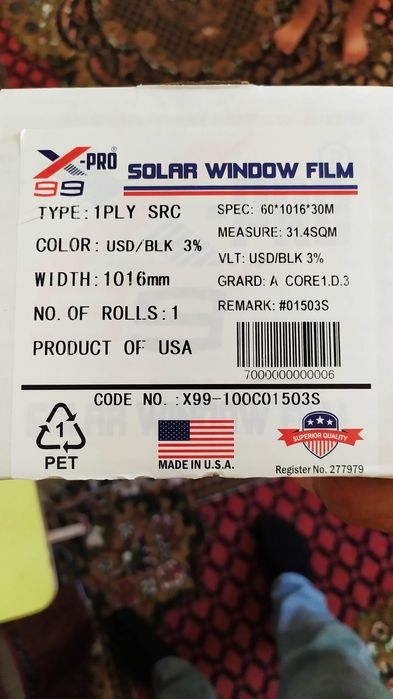 X-PRO®
99
SOLAR WINDOW FILM
TYPE: 1PLY SRC
COLOR: USD/BLK 3%
WIDTH: 1016mm
NO. OF ROLLS: 1
PRODUCT OF USA
SPEC: 60*1016*30M
MEASURE: 31.4SQM
VLT: USD/BLK 3%
GRARD: A CORE1.D.3
REMARK: #01503S
7000000000006
CODE NO. :X99-100C01503S
1
PET
MADE IN U.S.A.
SUPERIOR QUALITY
Register No. 277979